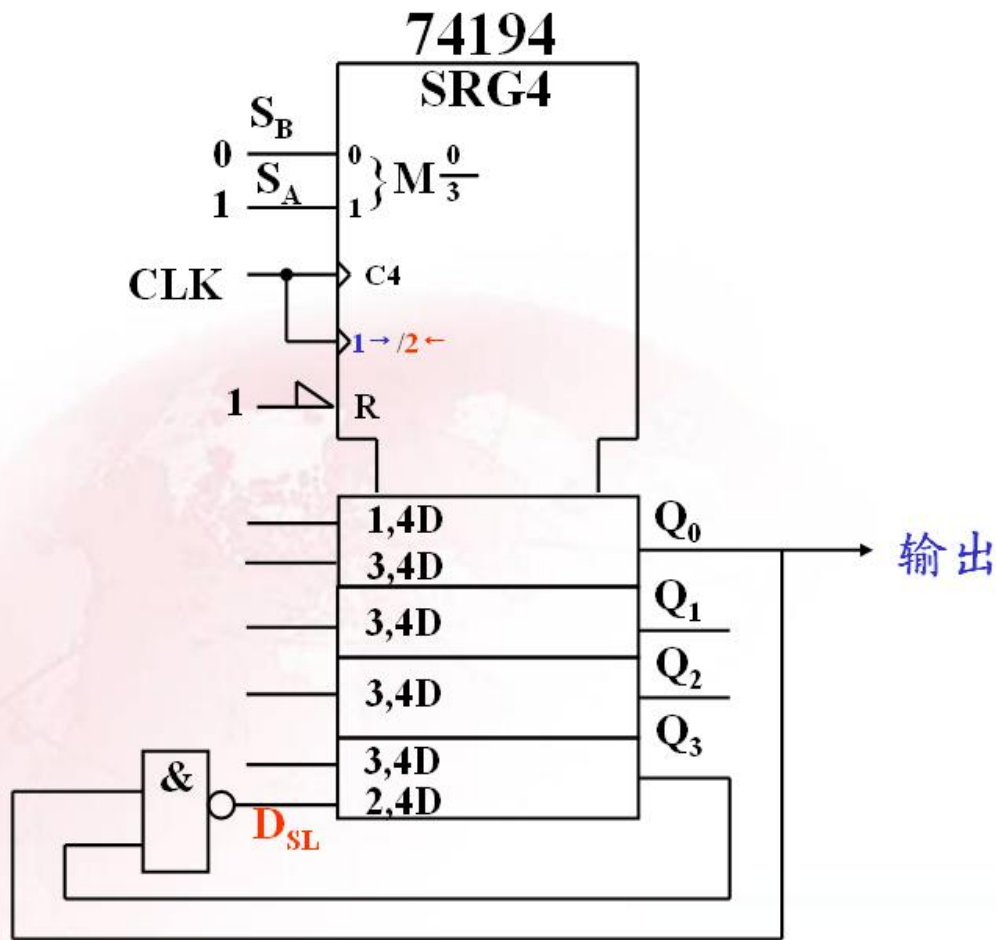 74194
SRG4
S_B
0
0
S_A
1
1
} M 0/3
CLK
C4
1→/2←
1
R
1,4D
Q_0
3,4D
输出
3,4D
Q_1
3,4D
Q_2
Q_3
3,4D
&
2,4D
D_SL